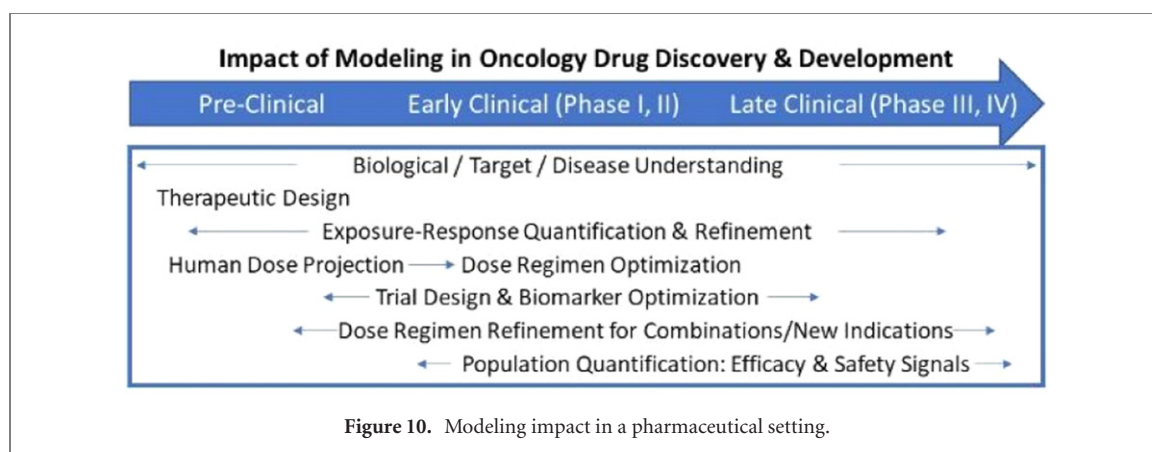 Impact of Modeling in Oncology Drug Discovery & Development
Pre-Clinical Early Clinical (Phase I, II) Late Clinical (Phase III, IV)
Biological / Target / Disease Understanding
Therapeutic Design
Exposure-Response Quantification & Refinement
Human Dose Projection Dose Regimen Optimization
Trial Design & Biomarker Optimization
Dose Regimen Refinement for Combinations/New Indications
Population Quantification: Efficacy & Safety Signals
Figure 10. Modeling impact in a pharmaceutical setting.